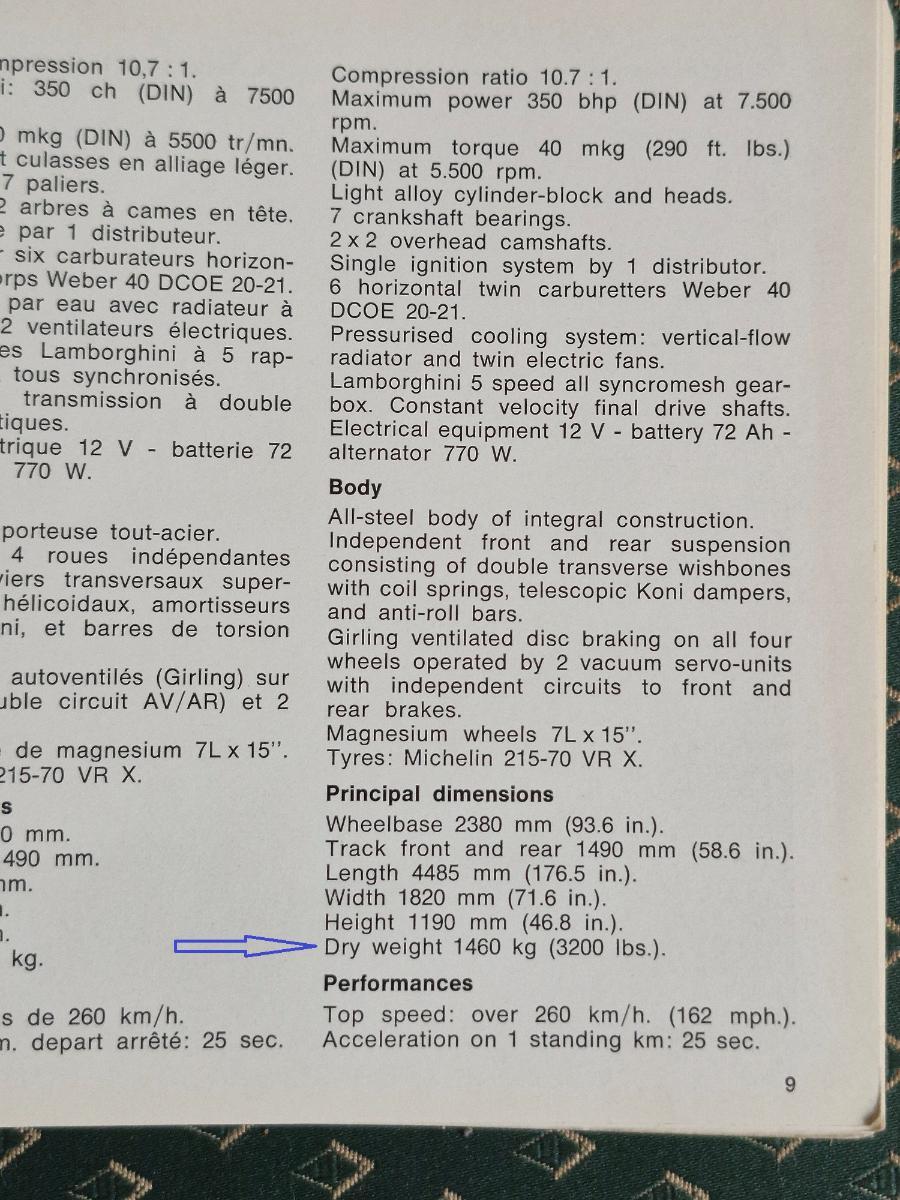 10,7 : 1.
350 ch (DIN) à 7500
mkg (DIN) à 5500 tr/mn.
culasses en alliage léger.
7 paliers.
arbres à cames en tête.
par 1 distributeur.
six carburateurs horizon-
Weber 40 DCOE 20-21.
par eau avec radiateur à
2 ventilateurs électriques.
Lamborghini à 5 rap-
tous synchronisés.
transmission à double
12 V - batterie 72
770 W.
porteuse tout-acier.
4 roues indépendantes
transversaux super-
hélicoidaux, amortisseurs
et barres de torsion
autoventilés (Girling) sur
circuit AV/AR) et 2
de magnesium 7L x 15”.
215-70 VR X.
mm.
1490 mm.
kg.
de 260 km/h.
depart arrêté: 25 sec.
Compression ratio 10.7 : 1.
Maximum power 350 bhp (DIN) at 7.500
rpm.
Maximum torque 40 mkg (290 ft. lbs.)
(DIN) at 5.500 rpm.
Light alloy cylinder-block and heads.
7 crankshaft bearings.
2 x 2 overhead camshafts.
Single ignition system by 1 distributor.
6 horizontal twin carburetters Weber 40
DCOE 20-21.
Pressurised cooling system: vertical-flow
radiator and twin electric fans.
Lamborghini 5 speed all syncromesh gear-
box. Constant velocity final drive shafts.
Electrical equipment 12 V - battery 72 Ah -
alternator 770 W.
Body
All-steel body of integral construction.
Independent front and rear suspension
consisting of double transverse wishbones
with coil springs, telescopic Koni dampers,
and anti-roll bars.
Girling ventilated disc braking on all four
wheels operated by 2 vacuum servo-units
with independent circuits to front and
rear brakes.
Magnesium wheels 7L x 15”.
Tyres: Michelin 215-70 VR X.
Principal dimensions
Wheelbase 2380 mm (93.6 in.).
Track front and rear 1490 mm (58.6 in.).
Length 4485 mm (176.5 in.).
Width 1820 mm (71.6 in.).
Height 1190 mm (46.8 in.).
Dry weight 1460 kg (3200 lbs.).
Performances
Top speed: over 260 km/h. (162 mph.).
Acceleration on 1 standing km: 25 sec.
9